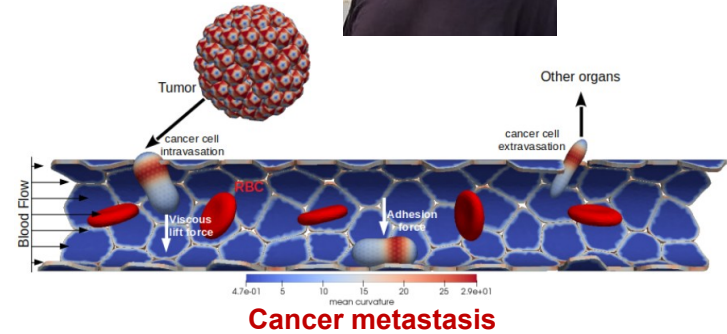 Tumor
Other organs
cancer cell
intravasation
cancer cell
extravasation
Blood Flow
RBC
Viscous
lift force
Adhesion
force
4.7e-01 5 10 15 20 25 2.9e+01
mean curvature
Cancer metastasis